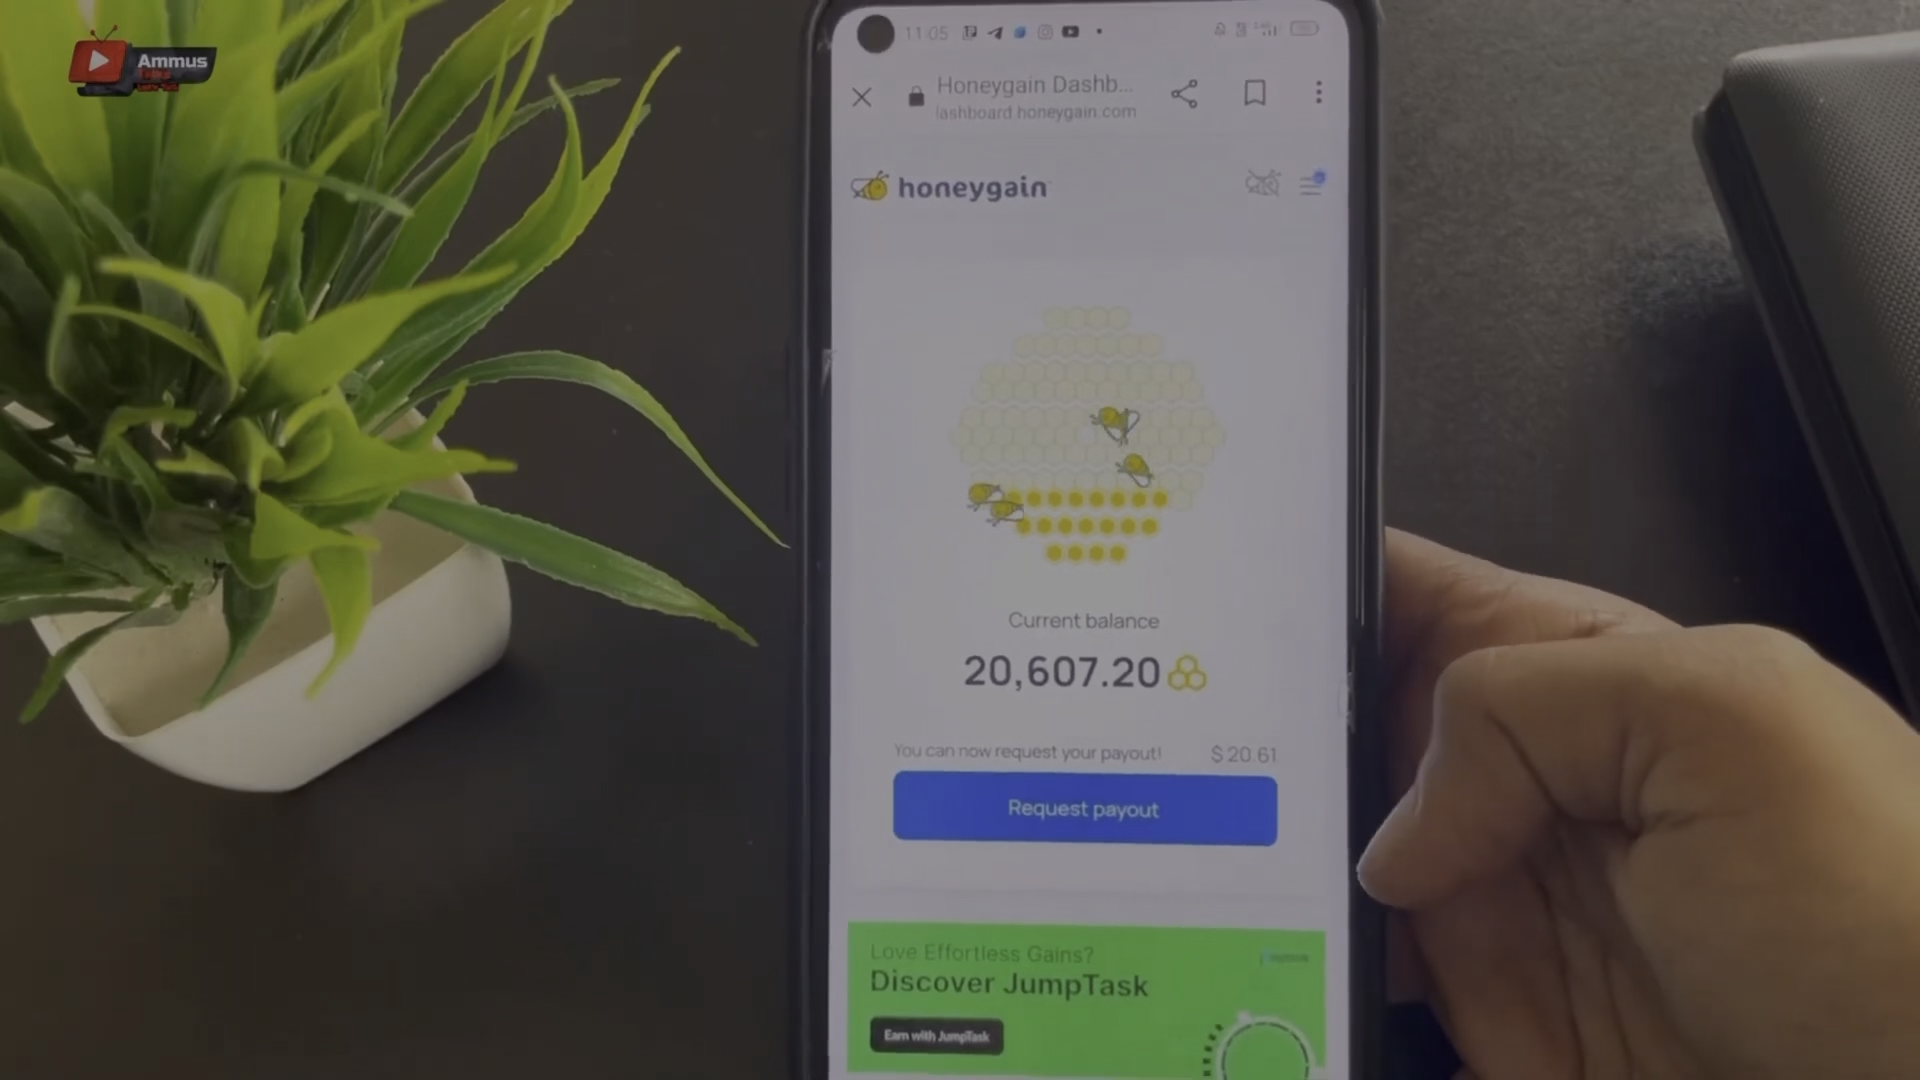 Ammus
11:05
Honeygain Dashb...
lashboard.honeygain.com
honeygain
Current balance
20,607.20
You can now request your payout!
$ 20.61
Request payout
Love Effortless Gains?
Discover JumpTask
Earn with JumpTask